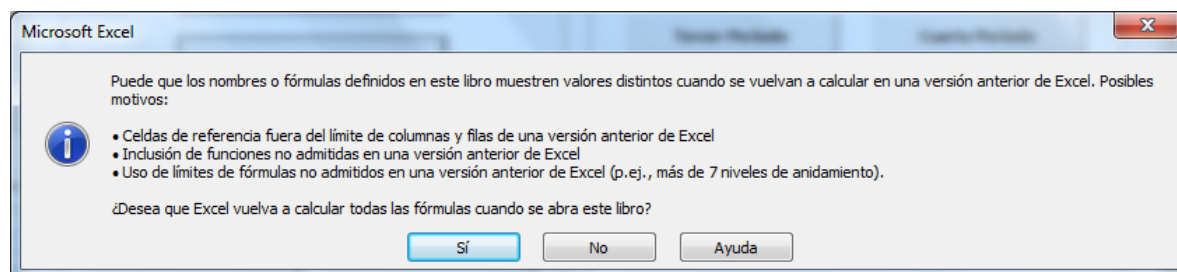 Microsoft Excel
Tercer Período
Cuarto Período
Puede que los nombres o fórmulas definidos en este libro muestren valores distintos cuando se vuelvan a calcular en una versión anterior de Excel. Posibles
motivos:
• Celdas de referencia fuera del límite de columnas y filas de una versión anterior de Excel
• Inclusión de funciones no admitidas en una versión anterior de Excel
• Uso de límites de fórmulas no admitidos en una versión anterior de Excel (p.ej., más de 7 niveles de anidamiento).
¿Desea que Excel vuelva a calcular todas las fórmulas cuando se abra este libro?
Sí
No
Ayuda